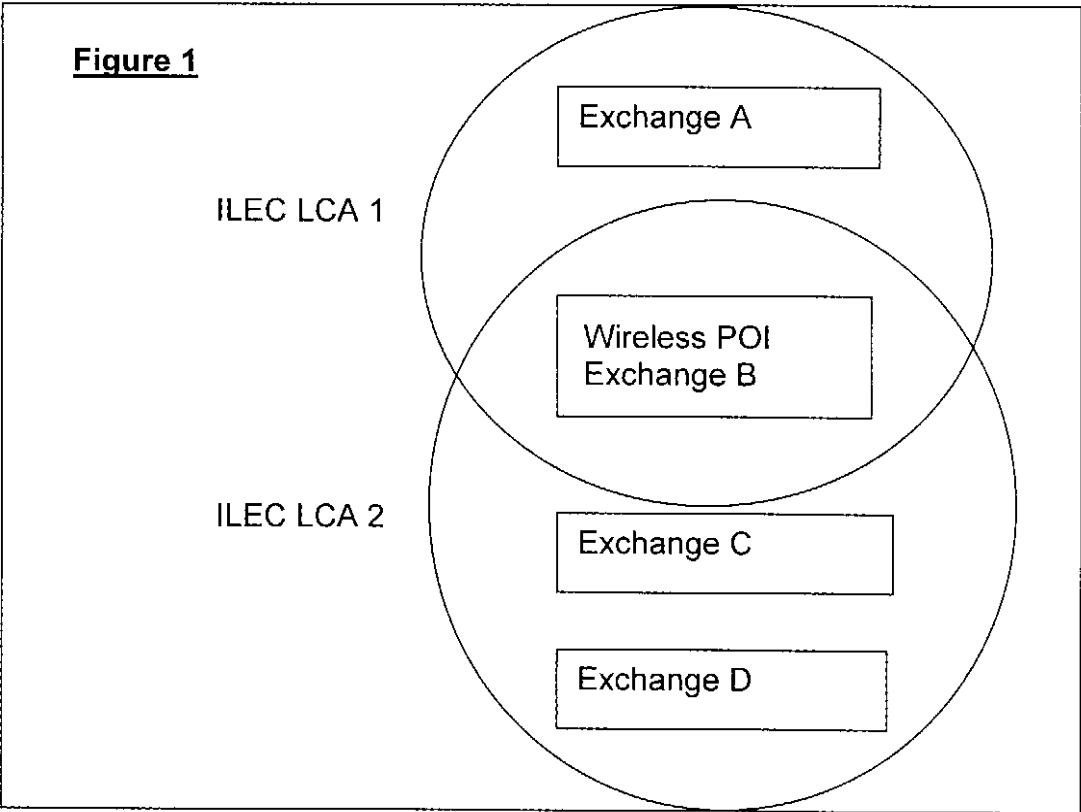 Figure 1
Exchange A
ILEC LCA 1
Wireless POI
Exchange B
ILEC LCA 2
Exchange C
Exchange D